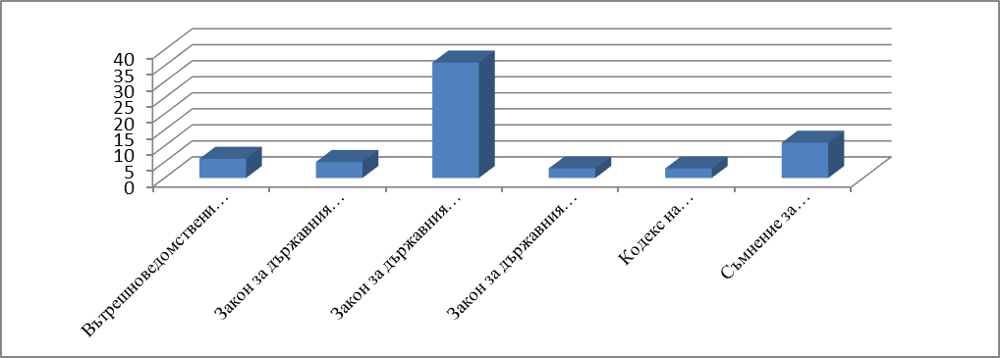 40
35
30
25
20
15
10
5
0
Вътрешноведомствени…
Закон за държавния…
Закон за държавния…
Закон за държавния…
Кодекс на…
Съмнение за…